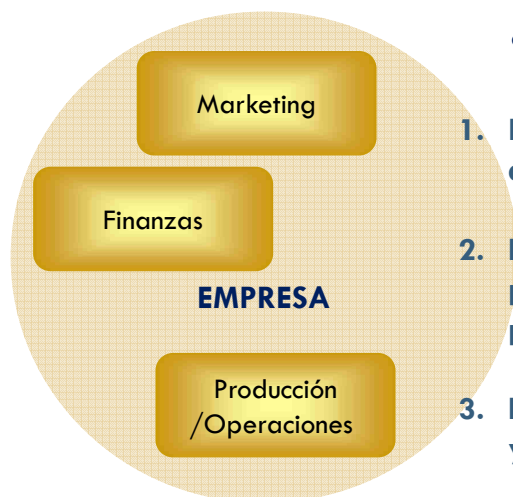 Marketing
Finanzas
EMPRESA
Producción
/Operaciones
1.
2.
3.
y